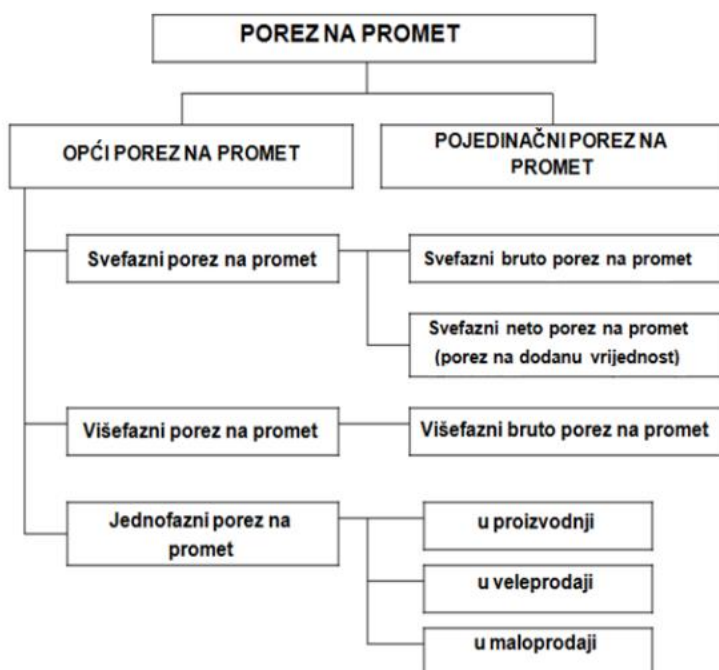 POREZ NA PROMET
OPĆI POREZ NA PROMET
POJEDINAČNI POREZ NA
PROMET
Svefazni porez na promet
Svefazni bruto porez na promet
Svefazni neto porez na promet
(porez na dodanu vrijednost)
Višefazni porez na promet
Višefazni bruto porez na promet
Jednofazni porez na
promet
u proizvodnji
u veleprodaji
u maloprodaji